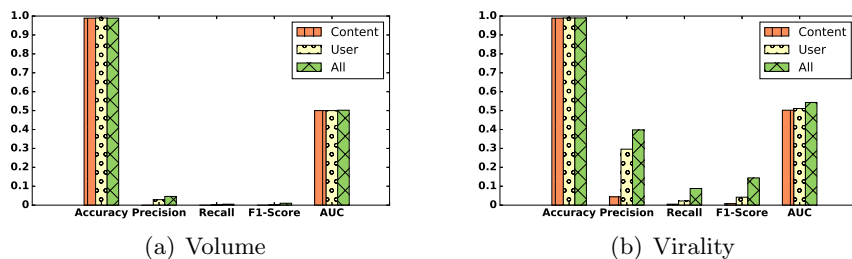 1.0
0.9
0.8
0.7
0.6
0.5
0.4
0.3
0.2
0.1
0
Content
User
All
Accuracy Precision Recall F1-Score AUC
(a) Volume
1.0
0.9
0.8
0.7
0.6
0.5
0.4
0.3
0.2
0.1
0
Content
User
All
Accuracy Precision Recall F1-Score AUC
(b) Virality